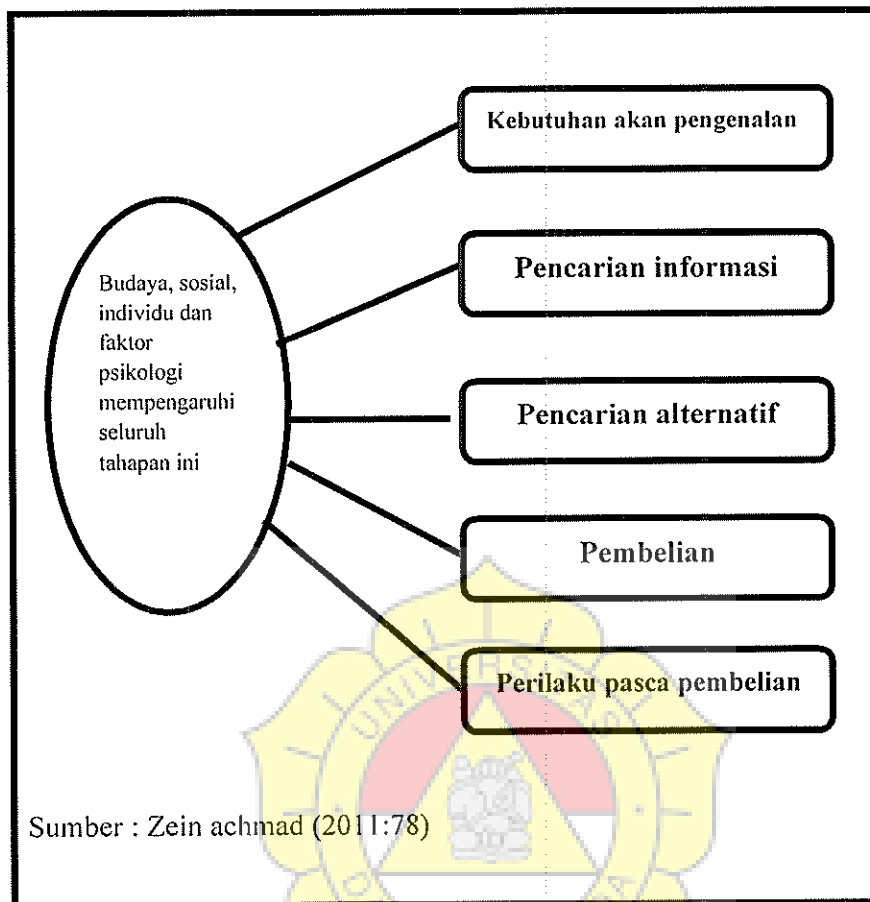 Kebutuhan akan pengenalan
Budaya, sosial,
individu dan
faktor
psikologi
mempengaruhi
seluruh
tahapan ini
Pencarian informasi
Pencarian alternatif
Pembelian
Perilaku pasca pembelian
UNIVERSITAS
Sumber : Zein achmad (2011:78)